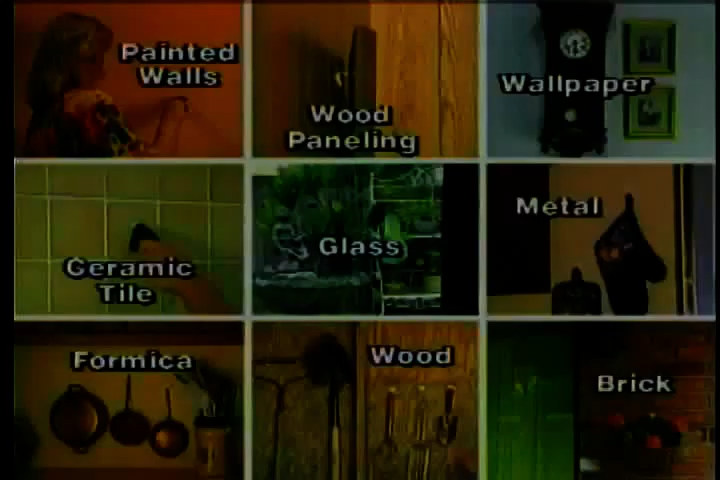 Painted
Walls
Wood
Paneling
Wallpaper
Ceramic
Tile
Glass
Metal
Formica
Wood
Brick